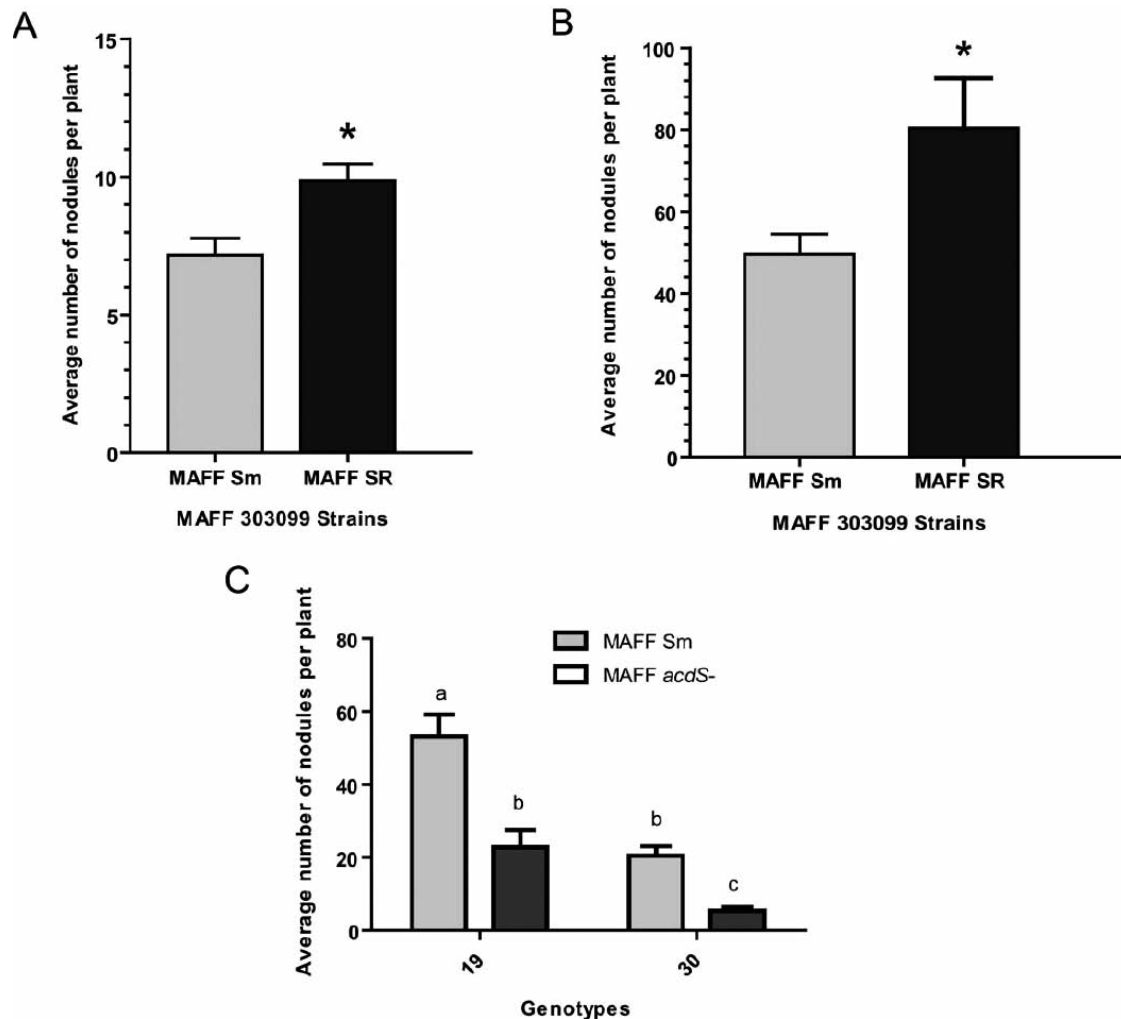 A
Average number of nodules per plant
15
10
5
0
*
MAFF Sm MAFF SR
MAFF 303099 Strains
B
Average number of nodules per plant
100
80
60
40
20
0
*
MAFF Sm MAFF SR
MAFF 303099 Strains
C
Average number of nodules per plant
80
60
40
20
0
MAFF Sm
MAFF acdS-
a
b
b
c
19 30
Genotypes